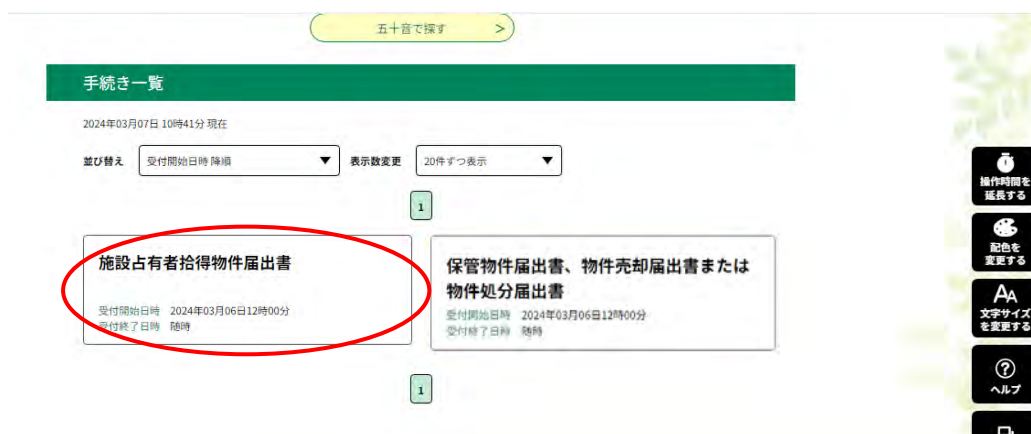 五十音で探す >
手続き一覧
2024年03月07日 10時41分 現在
並び替え 受付開始日時 降順 ▼ 表示数変更 20件ずつ表示 ▼
1
施設占有者拾得物件届出書
受付開始日時 2024年03月06日12時00分
受付終了日時 随時
保管物件届出書、物件売却届出書または
物件処分届出書
受付開始日時 2024年03月06日12時00分
受付終了日時 随時
1
操作時間を
延長する
配色を
変更する
AA
文字サイズ
を変更する
?
ヘルプ